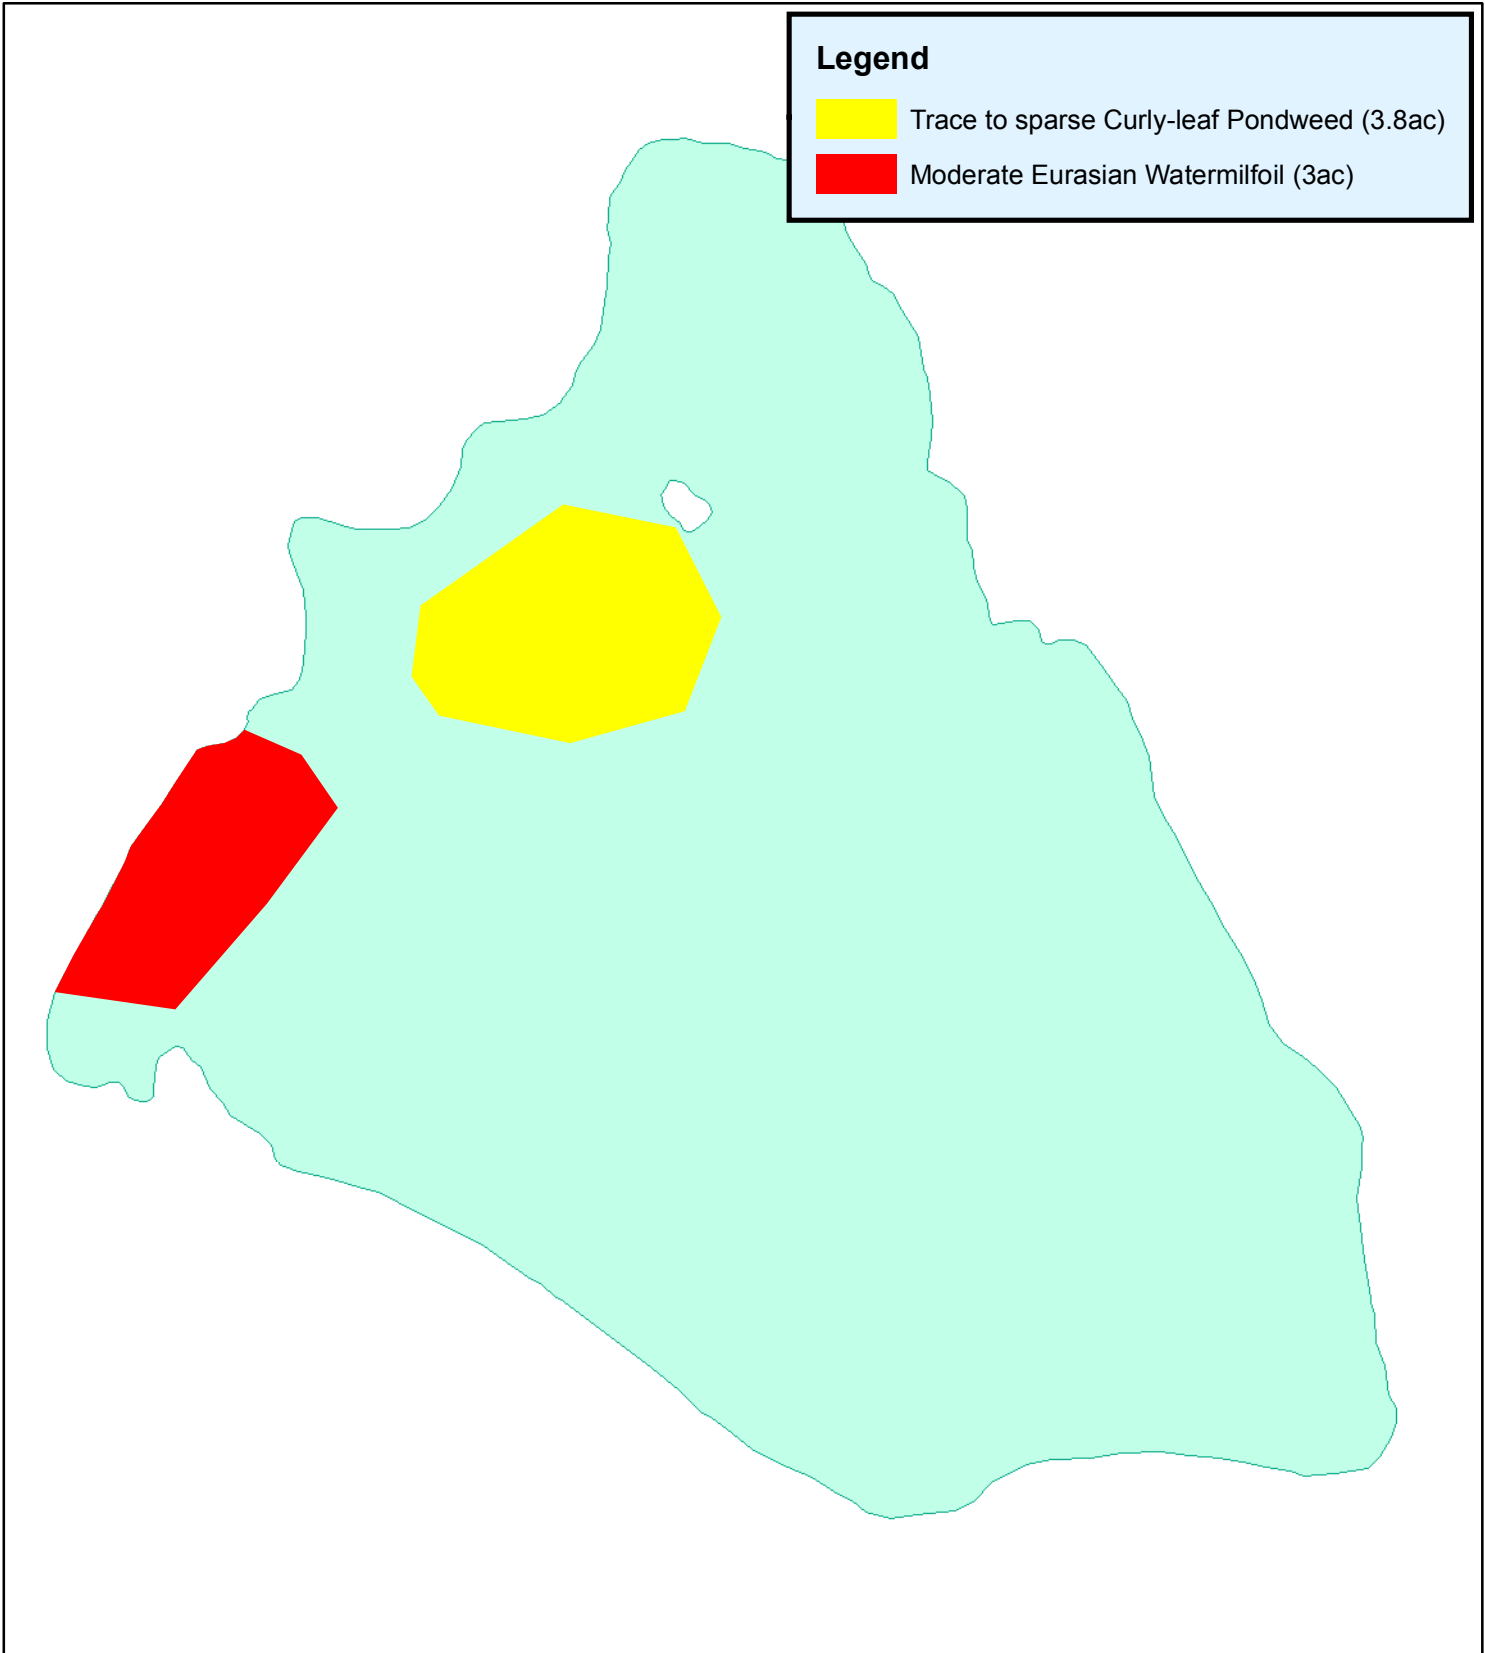 Legend
Trace to sparse Curly-leaf Pondweed (3.8ac)
Moderate Eurasian Watermilfoil (3ac)